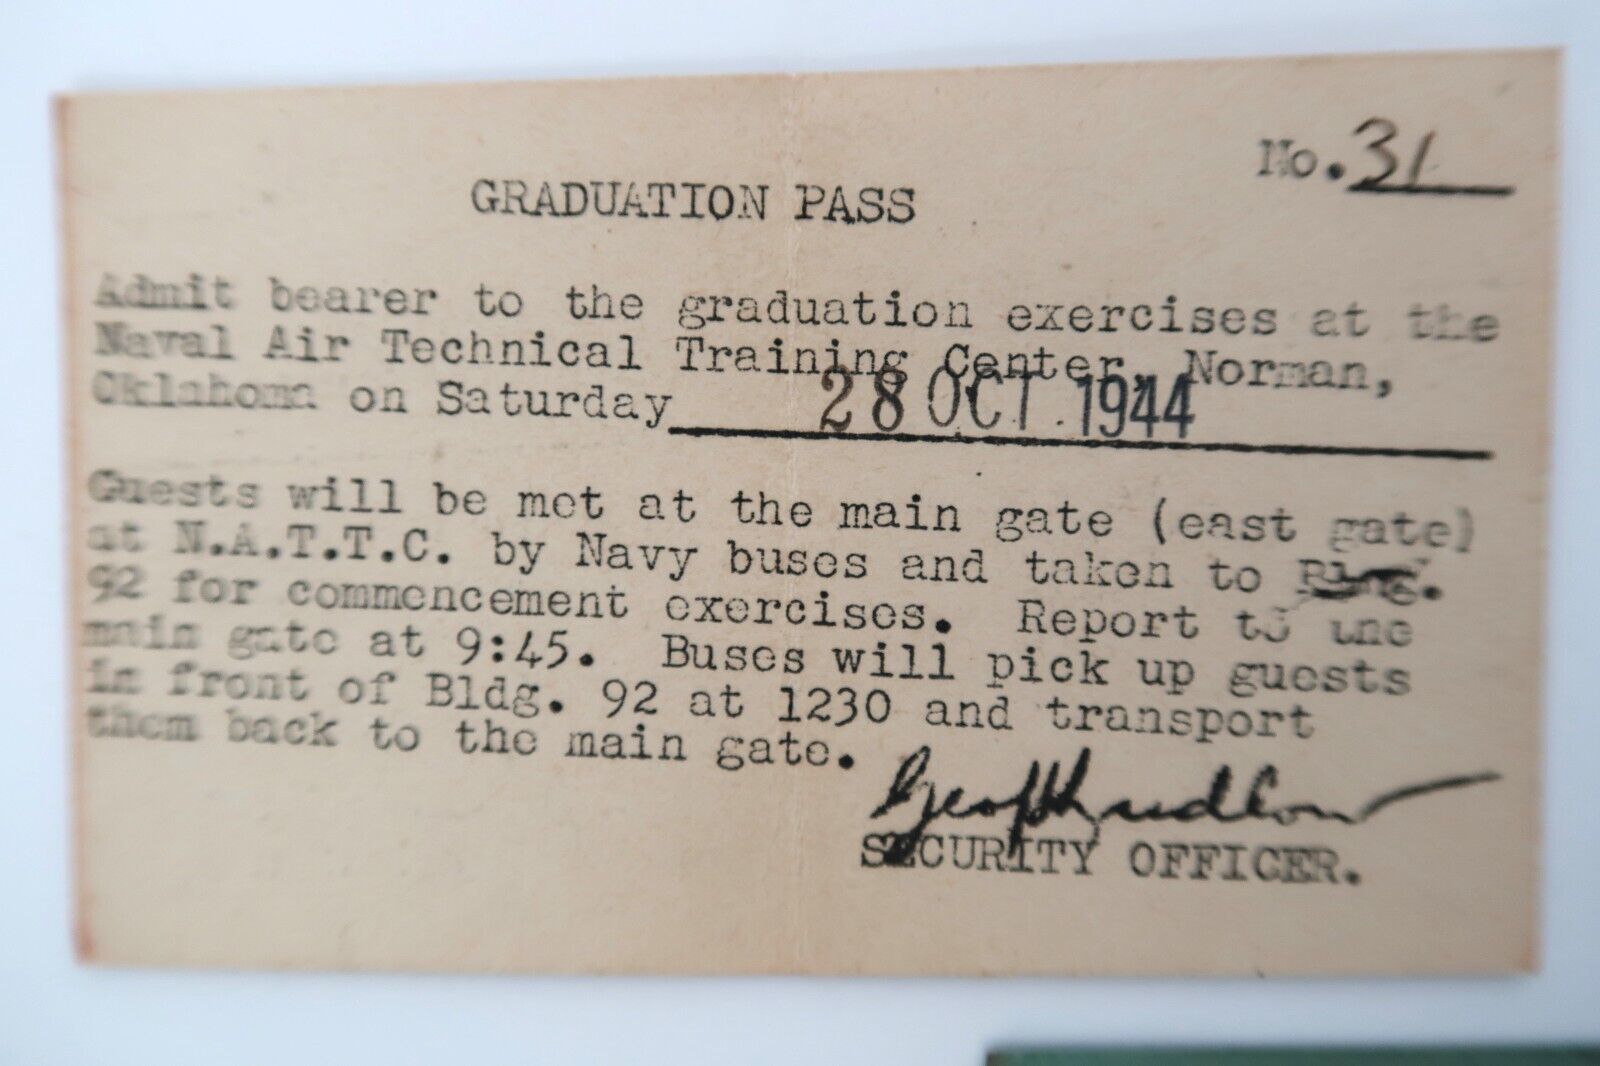 No. 31
GRADUATION PASS
Admit bearer to the graduation exercises at the
Naval Air Technical Training Center, Norman,
Oklahoma on Saturday 28 OCT 1944
Guests will be met at the main gate (east gate)
at N.A.T.T.C. by Navy buses and taken to Bldg.
92 for commencement exercises. Report to the
main gate at 9:45. Buses will pick up guests
in front of Bldg. 92 at 1230 and transport
them back to the main gate.
SECURITY OFFICER.